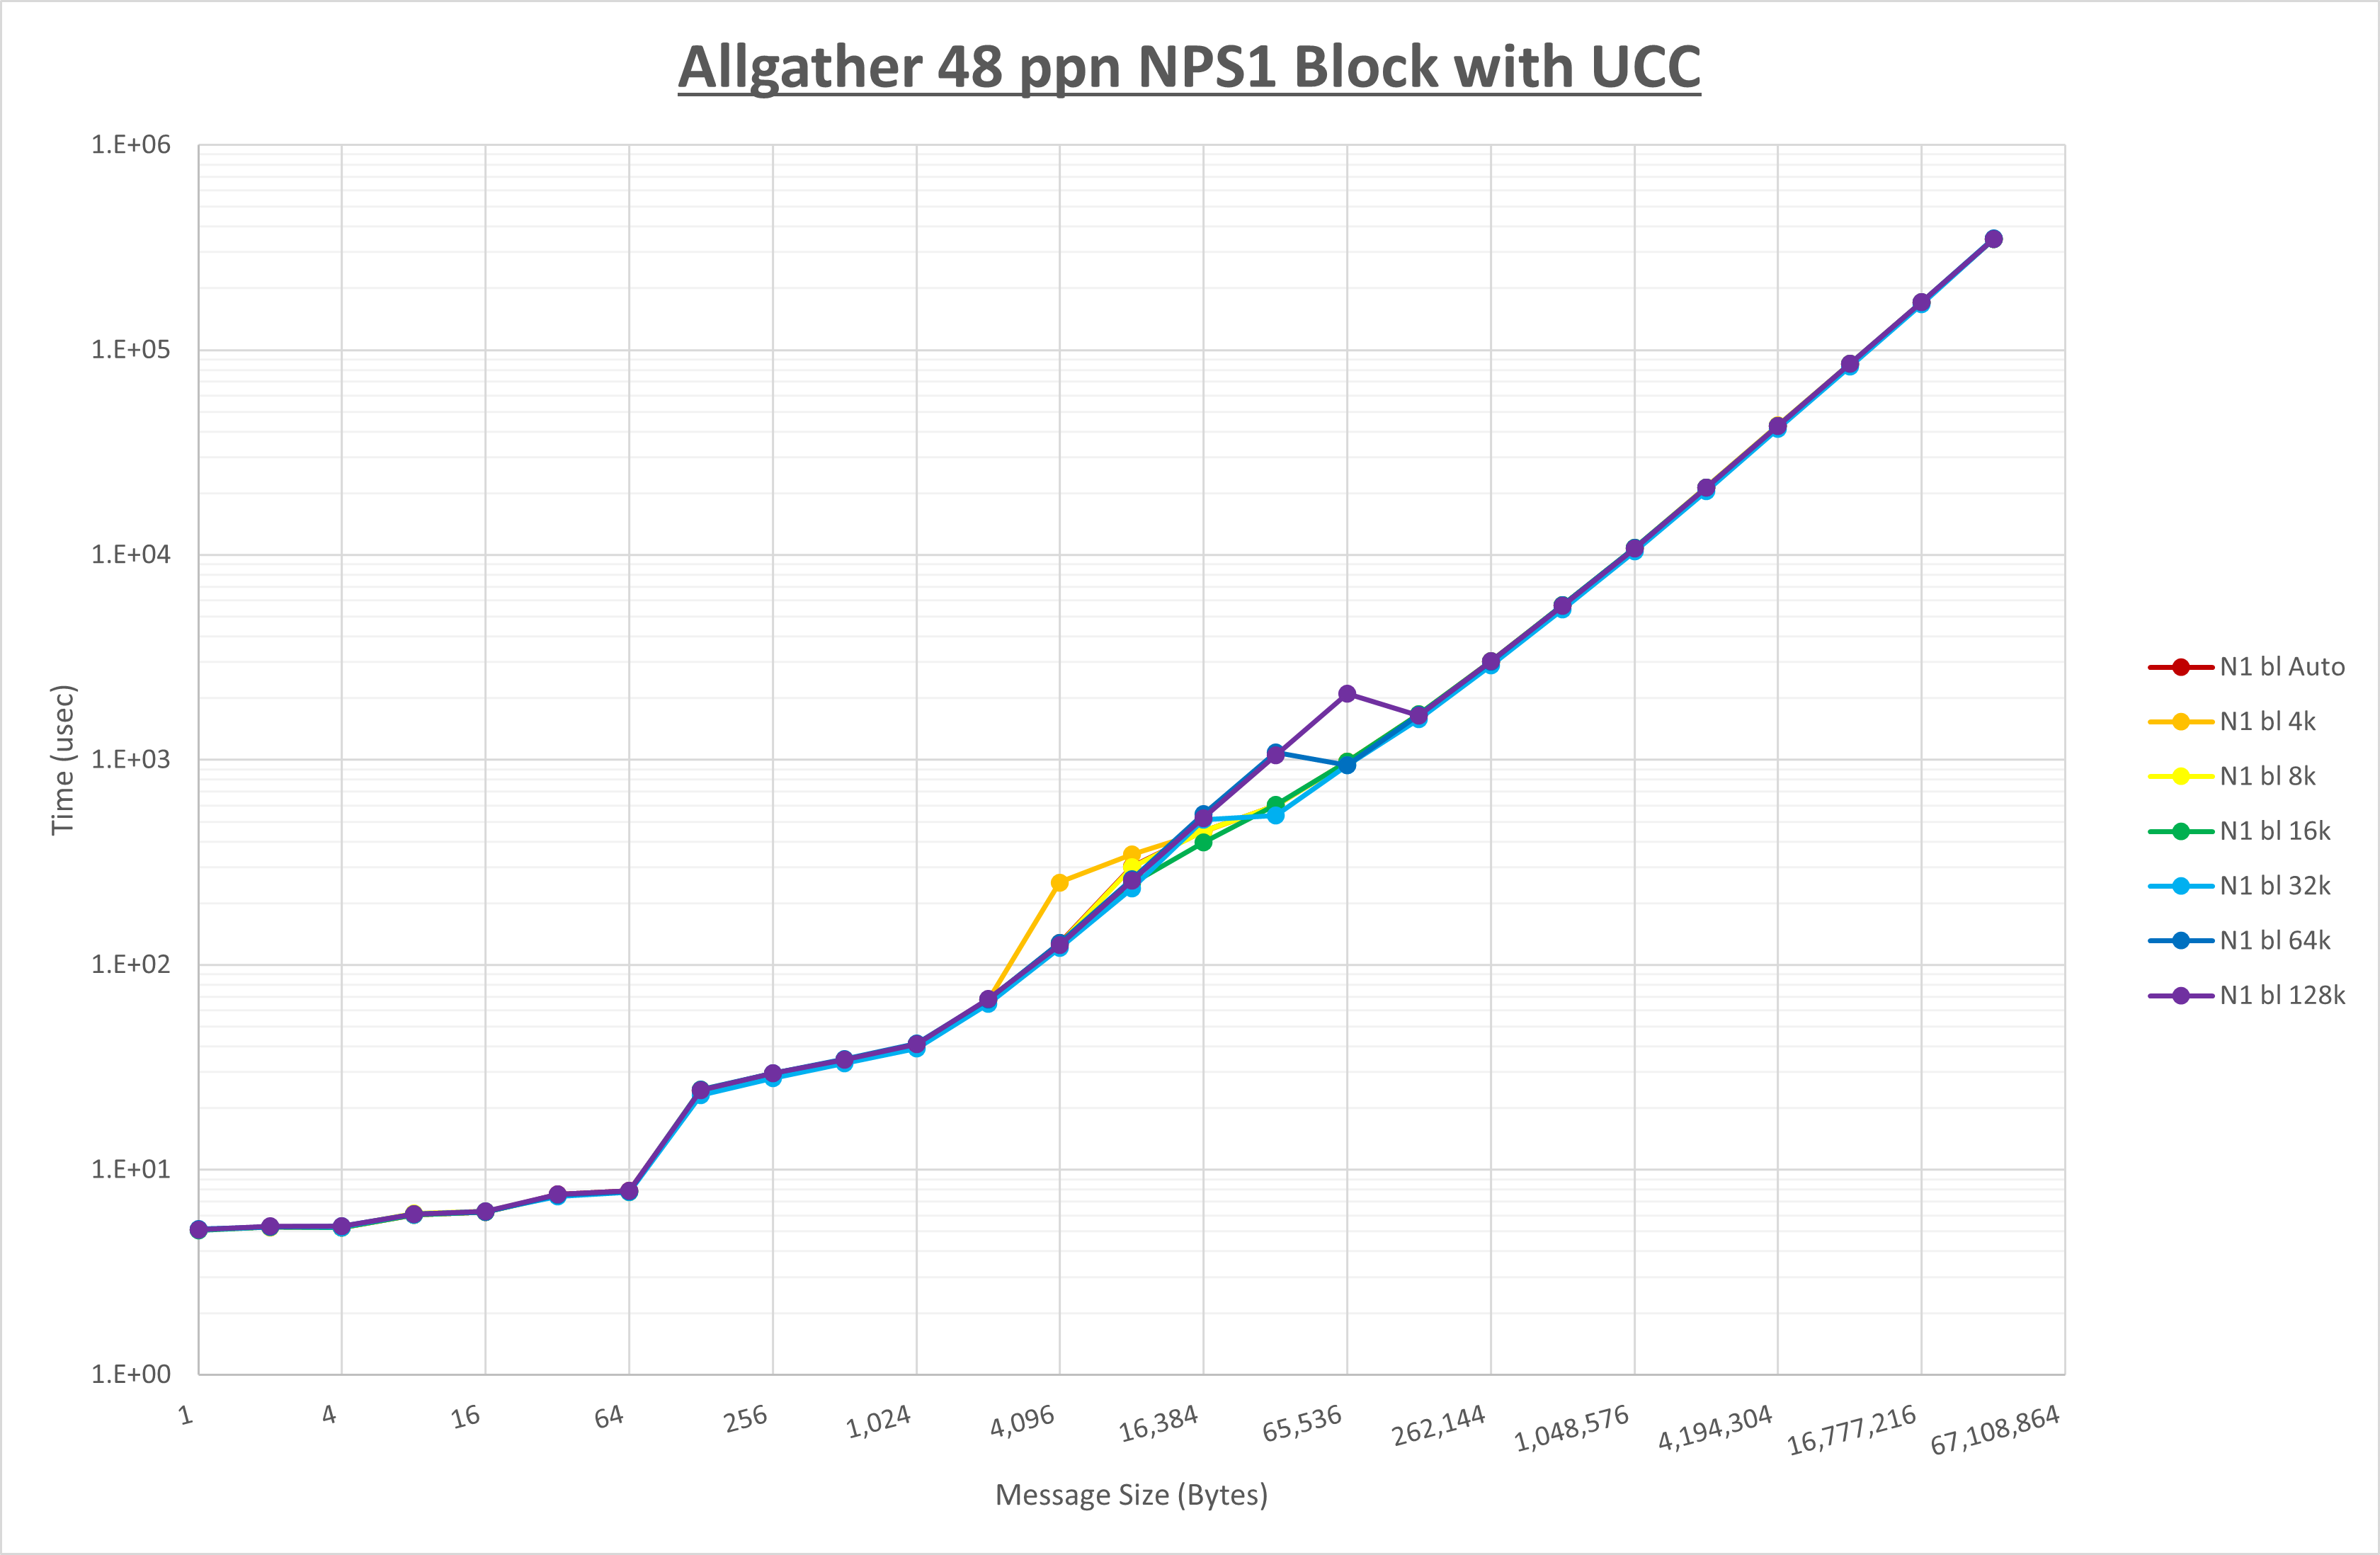 Allgather 48 ppn NPS1 Block with UCC
1.E+06
1.E+05
1.E+04
1.E+03
1.E+02
1.E+01
1.E+00
Time (usec)
1
4
16
64
256
1,024
4,096
16,384
65,536
262,144
1,048,576
4,194,304
16,777,216
67,108,864
Message Size (Bytes)
N1 bl Auto
N1 bl 4k
N1 bl 8k
N1 bl 16k
N1 bl 32k
N1 bl 64k
N1 bl 128k